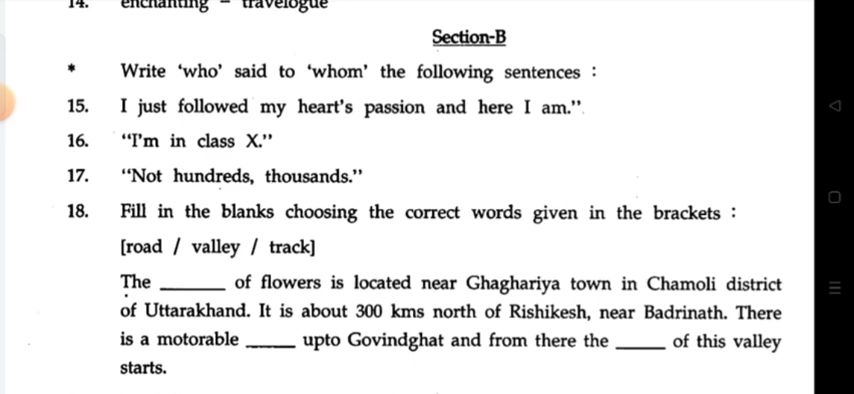 14. enchanting – travelogue
Section-B
* Write ‘who’ said to ‘whom’ the following sentences :
15. I just followed my heart's passion and here I am.”
16. “I'm in class X.”
17. “Not hundreds, thousands.”
18. Fill in the blanks choosing the correct words given in the brackets :
[road / valley / track]
The ______ of flowers is located near Ghaghariya town in Chamoli district
of Uttarakhand. It is about 300 kms north of Rishikesh, near Badrinath. There
is a motorable _____ upto Govindghat and from there the _____ of this valley
starts.